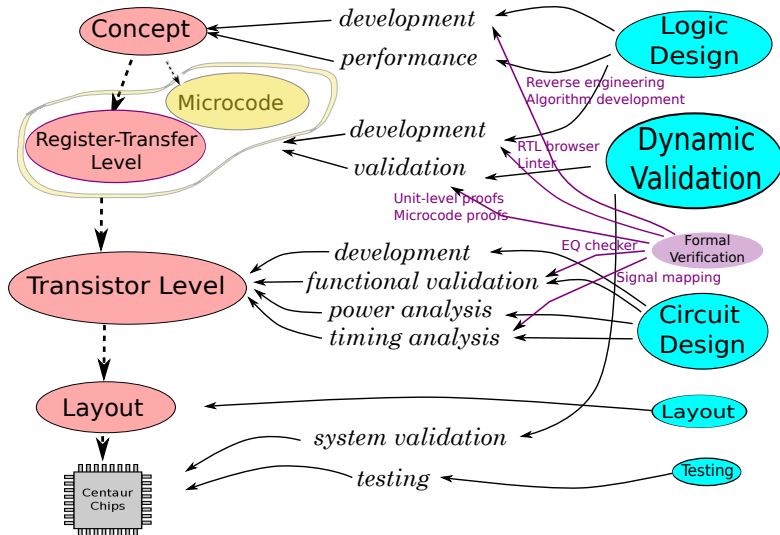 Concept
Microcode
Register-Transfer
Level
Transistor Level
Layout
Centaur
Chips
development
performance
development
validation
development
functional validation
power analysis
timing analysis
system validation
testing
Reverse engineering
Algorithm development
RTL browser
Linter
Unit-level proofs
Microcode proofs
EQ checker
Signal mapping
Logic
Design
Dynamic
Validation
Formal
Verification
Circuit
Design
Layout
Testing